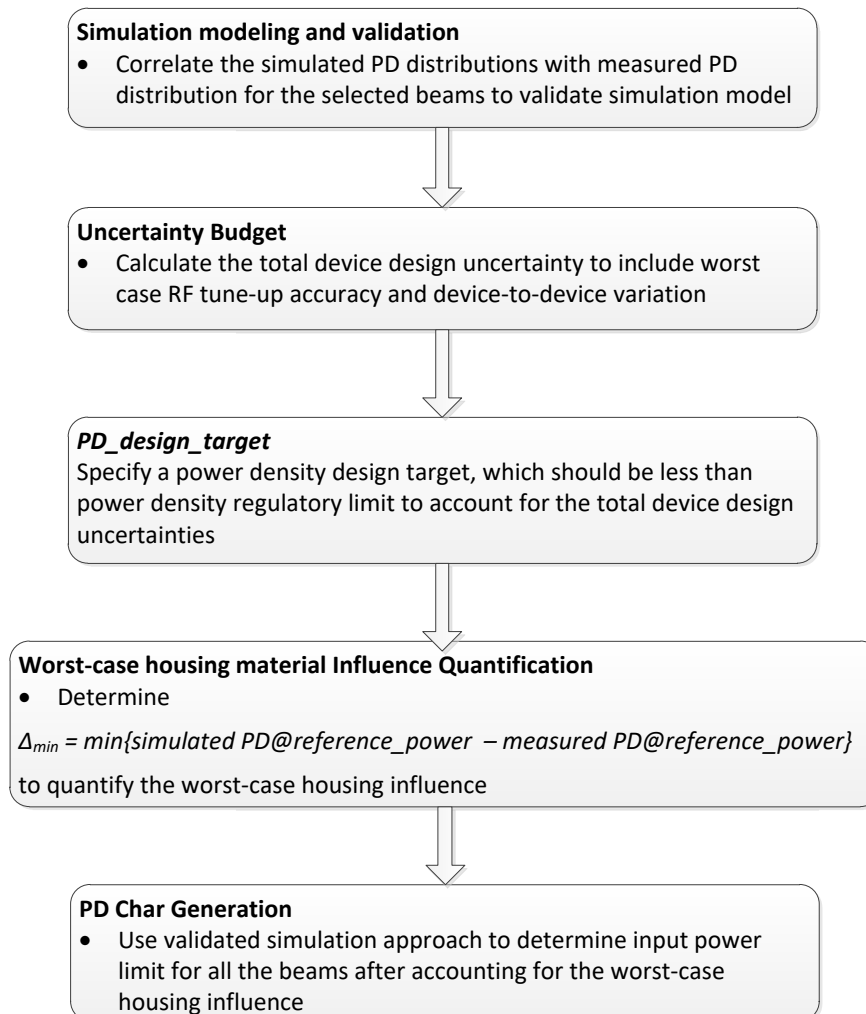 Simulation modeling and validation
• Correlate the simulated PD distributions with measured PD
distribution for the selected beams to validate simulation model
Uncertainty Budget
• Calculate the total device design uncertainty to include worst
case RF tune-up accuracy and device-to-device variation
PD_design_target
Specify a power density design target, which should be less than
power density regulatory limit to account for the total device design
uncertainties
Worst-case housing material Influence Quantification
• Determine
Δmin = min{simulated PD@reference_power – measured PD@reference_power}
to quantify the worst-case housing influence
PD Char Generation
• Use validated simulation approach to determine input power
limit for all the beams after accounting for the worst-case
housing influence